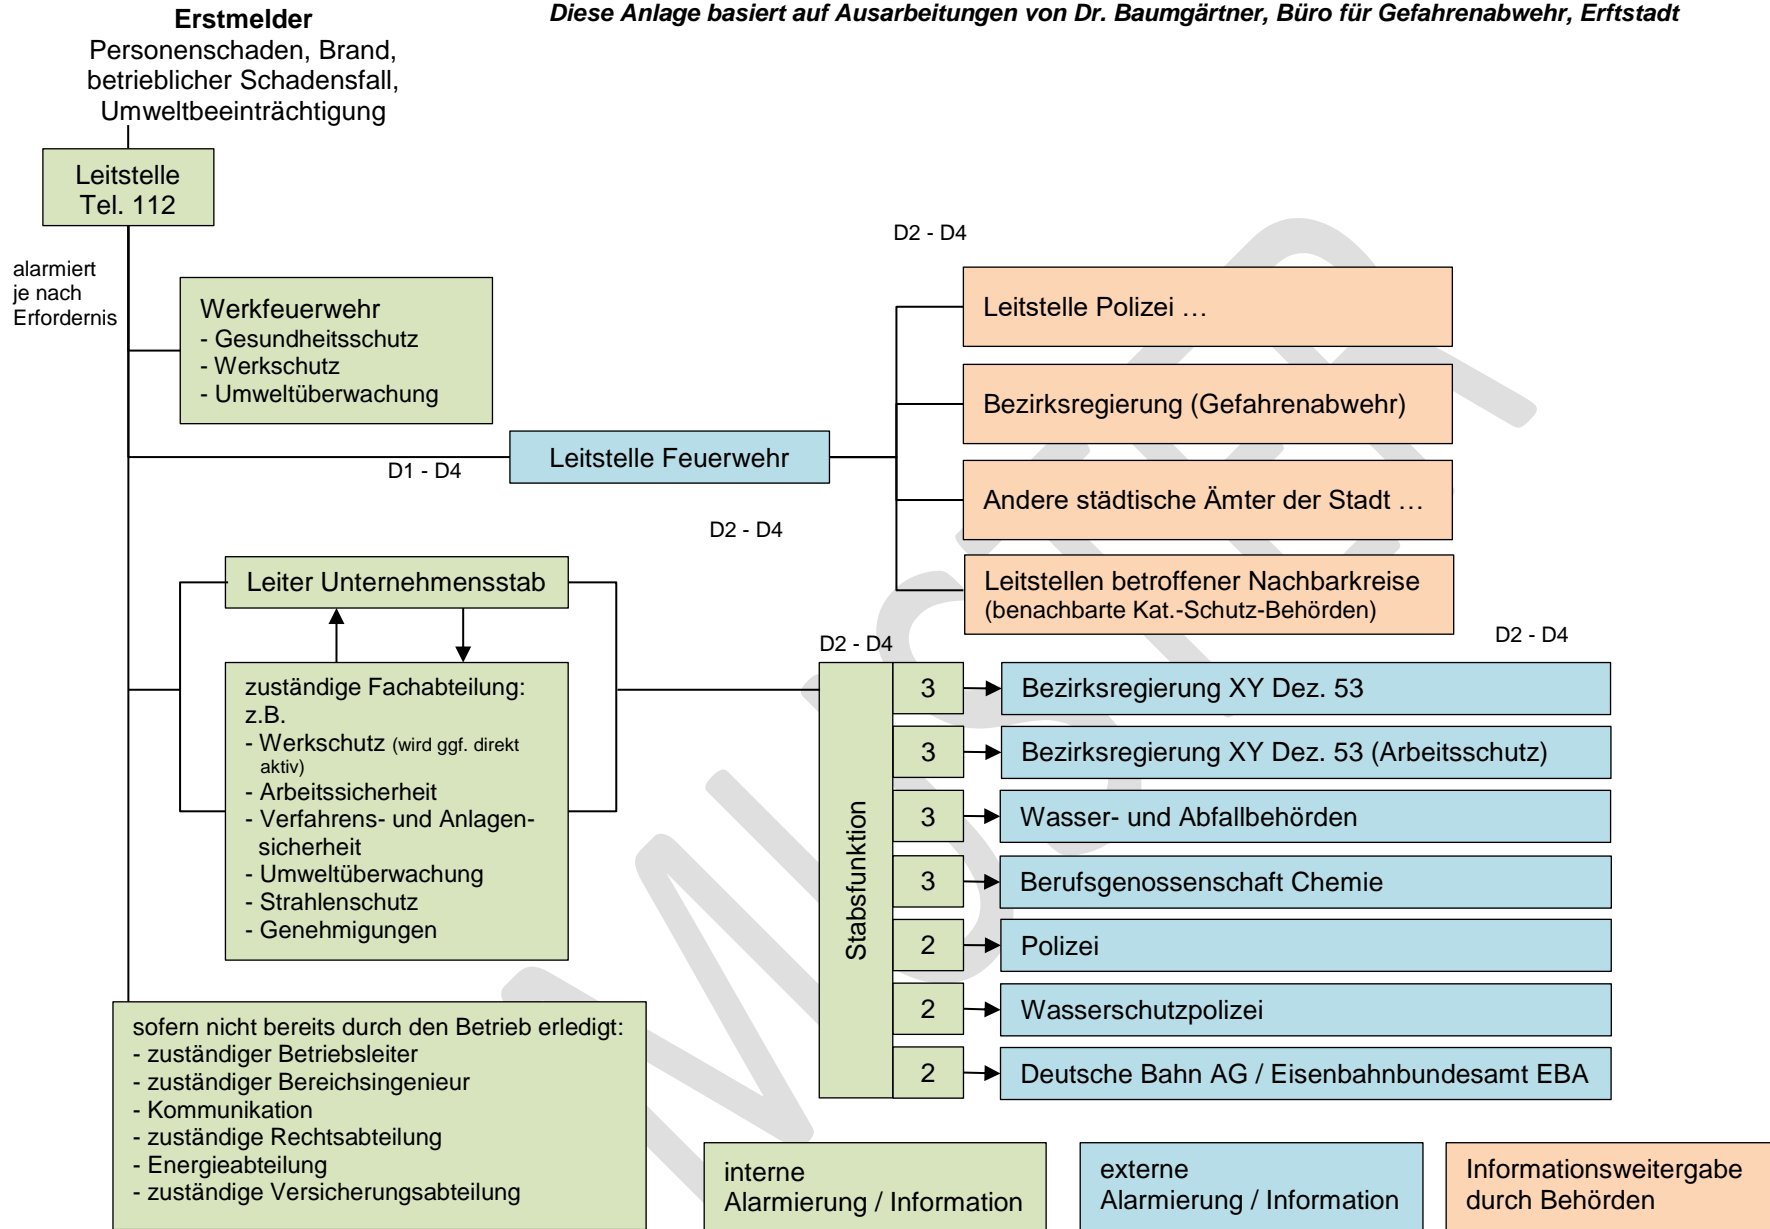 Erstmelder
Personenschaden, Brand,
betrieblicher Schadensfall,
Umweltbeeinträchtigung
Diese Anlage basiert auf Ausarbeitungen von Dr. Baumgärtner, Büro für Gefahrenabwehr, Erftstadt
Leitstelle
Tel. 112
alarmiert
je nach
Erfordernis
Werkfeuerwehr
- Gesundheitsschutz
- Werkschutz
- Umweltüberwachung
D1 - D4
Leitstelle Feuerwehr
D2 - D4
Leitstelle Polizei …
Bezirksregierung (Gefahrenabwehr)
Andere städtische Ämter der Stadt …
Leitstellen betroffener Nachbarkreise
(benachbarte Kat.-Schutz-Behörden)
D2 - D4
Leiter Unternehmensstab
zuständige Fachabteilung:
z.B.
- Werkschutz (wird ggf. direkt
aktiv)
- Arbeitssicherheit
- Verfahrens- und Anlagen-
sicherheit
- Umweltüberwachung
- Strahlenschutz
- Genehmigungen
D2 - D4
D2 - D4
Stabsfunktion
3 Bezirksregierung XY Dez. 53
3 Bezirksregierung XY Dez. 53 (Arbeitsschutz)
3 Wasser- und Abfallbehörden
3 Berufsgenossenschaft Chemie
2 Polizei
2 Wasserschutzpolizei
2 Deutsche Bahn AG / Eisenbahnbundesamt EBA
sofern nicht bereits durch den Betrieb erledigt:
- zuständiger Betriebsleiter
- zuständiger Bereichsingenieur
- Kommunikation
- zuständige Rechtsabteilung
- Energieabteilung
- zuständige Versicherungsabteilung
interne
Alarmierung / Information
externe
Alarmierung / Information
Informationsweitergabe
durch Behörden
MUSTER